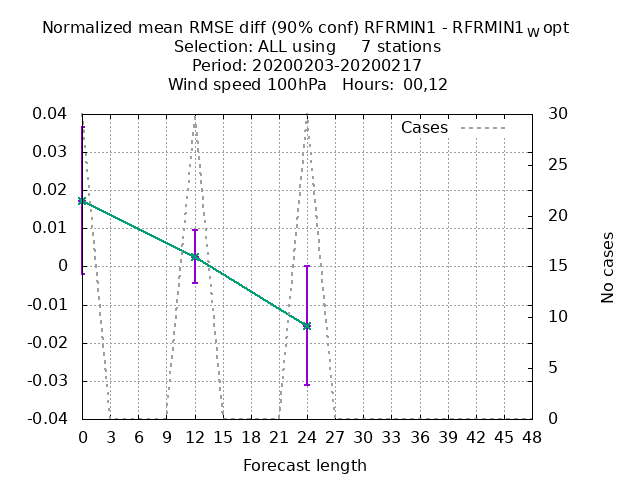 Normalized mean RMSE diff (90% conf) RFRMIN1 - RFRMIN1W opt
Selection: ALL using 7 stations
Period: 20200203-20200217
Wind speed 100hPa Hours: 00,12
Cases
0.04
0.03
0.02
0.01
0
-0.01
-0.02
-0.03
-0.04
30
25
20
15
10
5
0
No cases
0 3 6 9 12 15 18 21 24 27 30 33 36 39 42 45 48
Forecast length